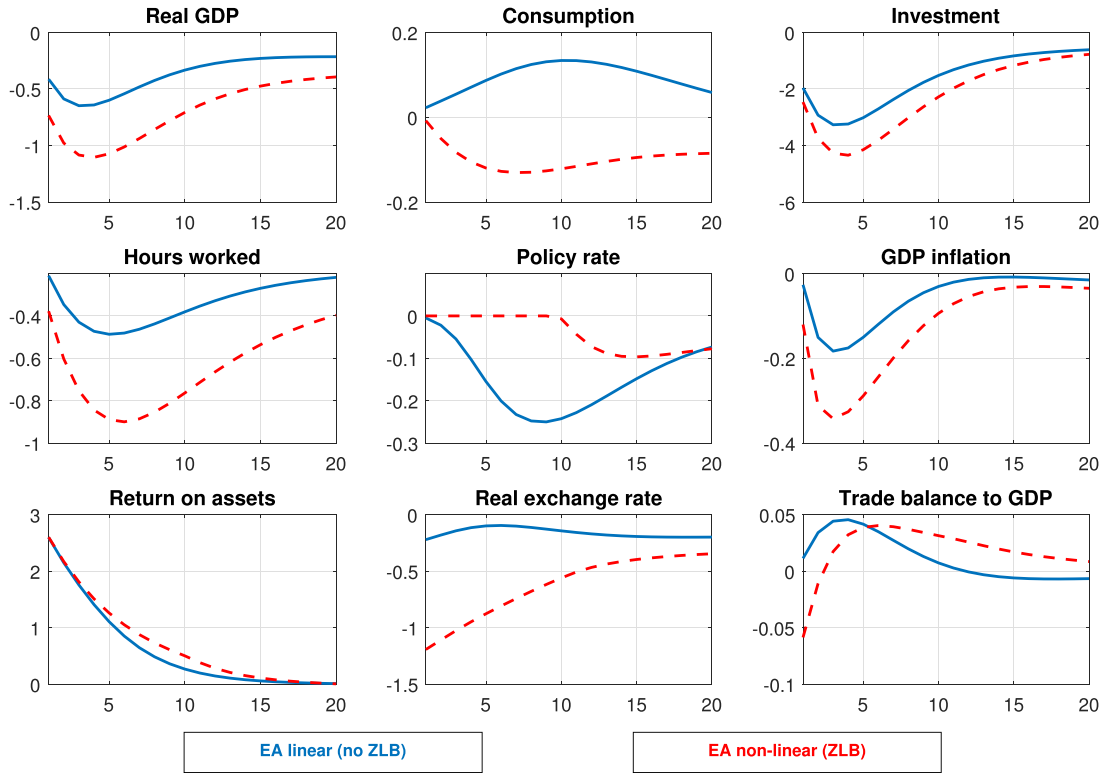 Real GDP
0
-0.5
-1
-1.5
5 10 15 20
Consumption
0.2
0
-0.2
5 10 15 20
Investment
0
-2
-4
-6
5 10 15 20
Hours worked
-0.4
-0.6
-0.8
-1
5 10 15 20
Policy rate
0
-0.1
-0.2
-0.3
5 10 15 20
GDP inflation
0
-0.2
-0.4
5 10 15 20
Return on assets
3
2
1
0
5 10 15 20
Real exchange rate
0
-0.5
-1
-1.5
5 10 15 20
Trade balance to GDP
0.05
0
-0.05
-0.1
5 10 15 20
EA linear (no ZLB)
EA non-linear (ZLB)